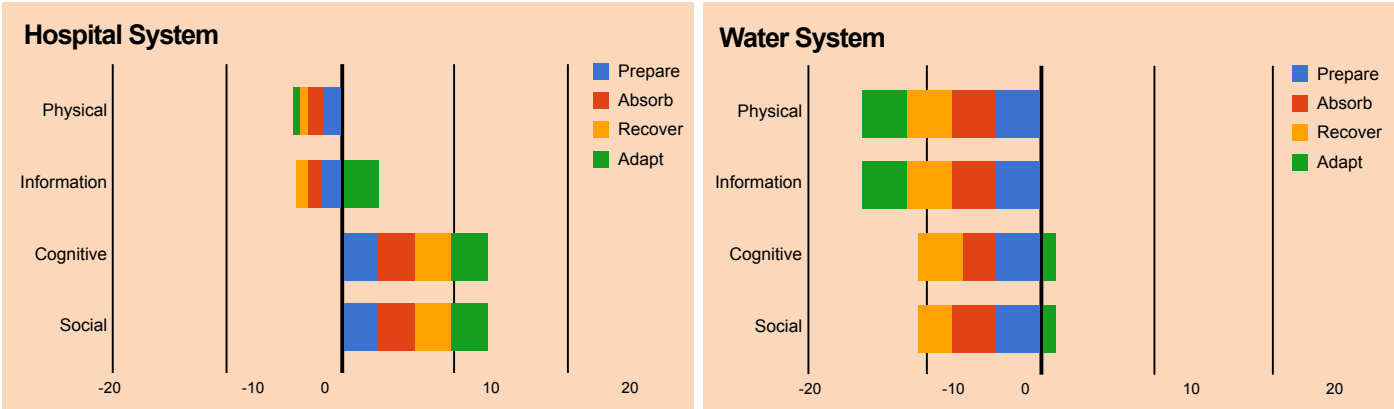 Hospital System
Prepare
Absorb
Recover
Adapt
Physical
Information
Cognitive
Social
-20 -10 0 10 20
Water System
Prepare
Absorb
Recover
Adapt
Physical
Information
Cognitive
Social
-20 -10 0 10 20